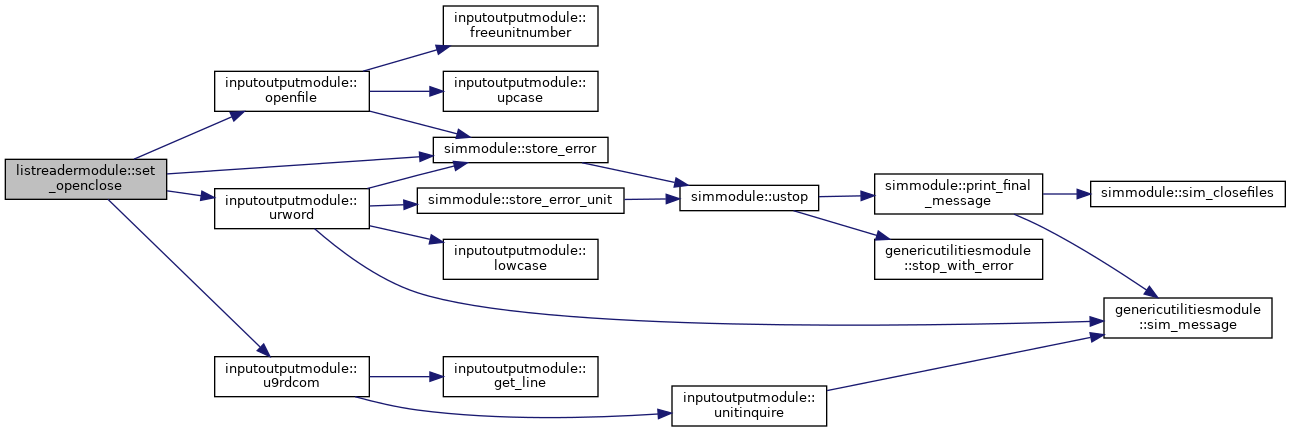 listreadermodule::set
_openclose
inputoutputmodule::
openfile
inputoutputmodule::
freeunitnumber
inputoutputmodule::
upcase
simmodule::store_error
inputoutputmodule::
urword
simmodule::store_error_unit
inputoutputmodule::
lowcase
simmodule::ustop
simmodule::print_final
_message
simmodule::sim_closefiles
genericutilitiesmodule
::stop_with_error
genericutilitiesmodule
::sim_message
inputoutputmodule::
u9rdcom
inputoutputmodule::
get_line
inputoutputmodule::
unitinquire